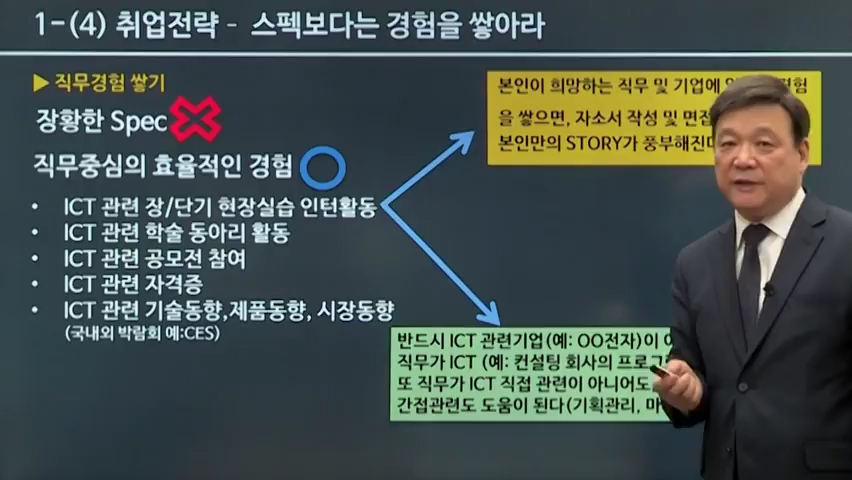 1-(4) 취업전략 - 스펙보다는 경험을 쌓아라
▶ 직무경험 쌓기
장황한 Spec
직무중심의 효율적인 경험
• ICT 관련 장/단기 현장실습 인턴활동
• ICT 관련 학술 동아리 활동
• ICT 관련 공모전 참여
• ICT 관련 자격증
• ICT 관련 기술동향,제품동향, 시장동향
(국내외 박람회 예:CES)
본인이 희망하는 직무 및 기업에 경험
을 쌓으면, 자소서 작성 및 면접
본인만의 STORY가 풍부해진다
반드시 ICT 관련기업(예: OO전자)이
직무가 ICT (예: 컨설팅 회사의
또 직무가 ICT 직접 관련이 아니어도
간접관련도 도움이 된다(기획관리,